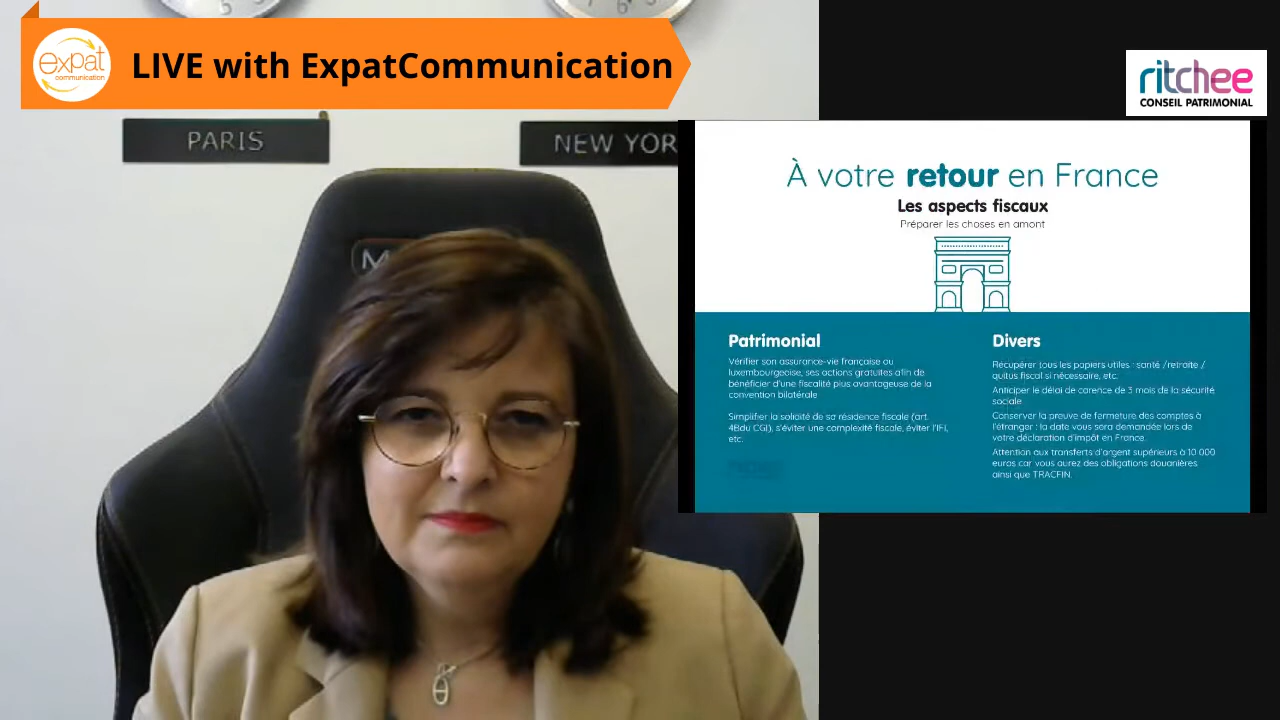 expat
communication
LIVE with ExpatCommunication
PARIS
NEW YOR
ritchee
CONSEIL PATRIMONIAL
À votre retour en France
Les aspects fiscaux
Préparer les choses en amont
Patrimonial
Vérifier son assurance-vie française ou
luxembourgeoise, ses actions gratuites afin de
bénéficier d'une fiscalité plus avantageuse de la
convention bilatérale
Simplifier la solidité de sa résidence fiscale (art.
4Bdu CGI), s'éviter une complexité fiscale, éviter l'IFI,
etc.
Divers
Récupérer tous les papiers utiles : santé /retraite /
quitus fiscal si nécessaire, etc.
Anticiper le délai de carence de 3 mois de la sécurité
sociale
Conserver la preuve de fermeture des comptes à
l'étranger : la date vous sera demandée lors de
votre déclaration d'impôt en France.
Attention aux transferts d'argent supérieurs à 10 000
euros car vous aurez des obligations douanières
ainsi que TRACFIN.